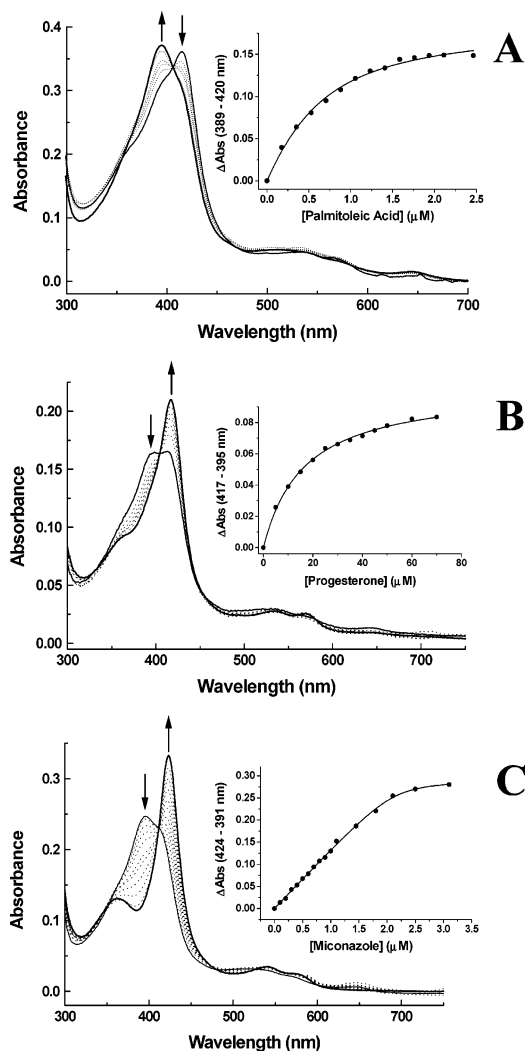 A
Absorbance
0.4
0.3
0.2
0.1
0.0
300 400 500 600 700
Wavelength (nm)
ΔAbs (389 - 420 nm)
0.15
0.10
0.05
0.00
0.0 0.5 1.0 1.5 2.0 2.5
[Palmitoleic Acid] (μM)
B
Absorbance
0.20
0.15
0.10
0.05
0.00
300 400 500 600 700
Wavelength (nm)
ΔAbs (417 - 395 nm)
0.08
0.06
0.04
0.02
0.00
0 20 40 60 80
[Progesterone] (μM)
C
Absorbance
0.3
0.2
0.1
0.0
300 400 500 600 700
Wavelength (nm)
ΔAbs (424 - 391 nm)
0.30
0.25
0.20
0.15
0.10
0.05
0.00
0.0 0.5 1.0 1.5 2.0 2.5 3.0 3.5
[Miconazole] (μM)